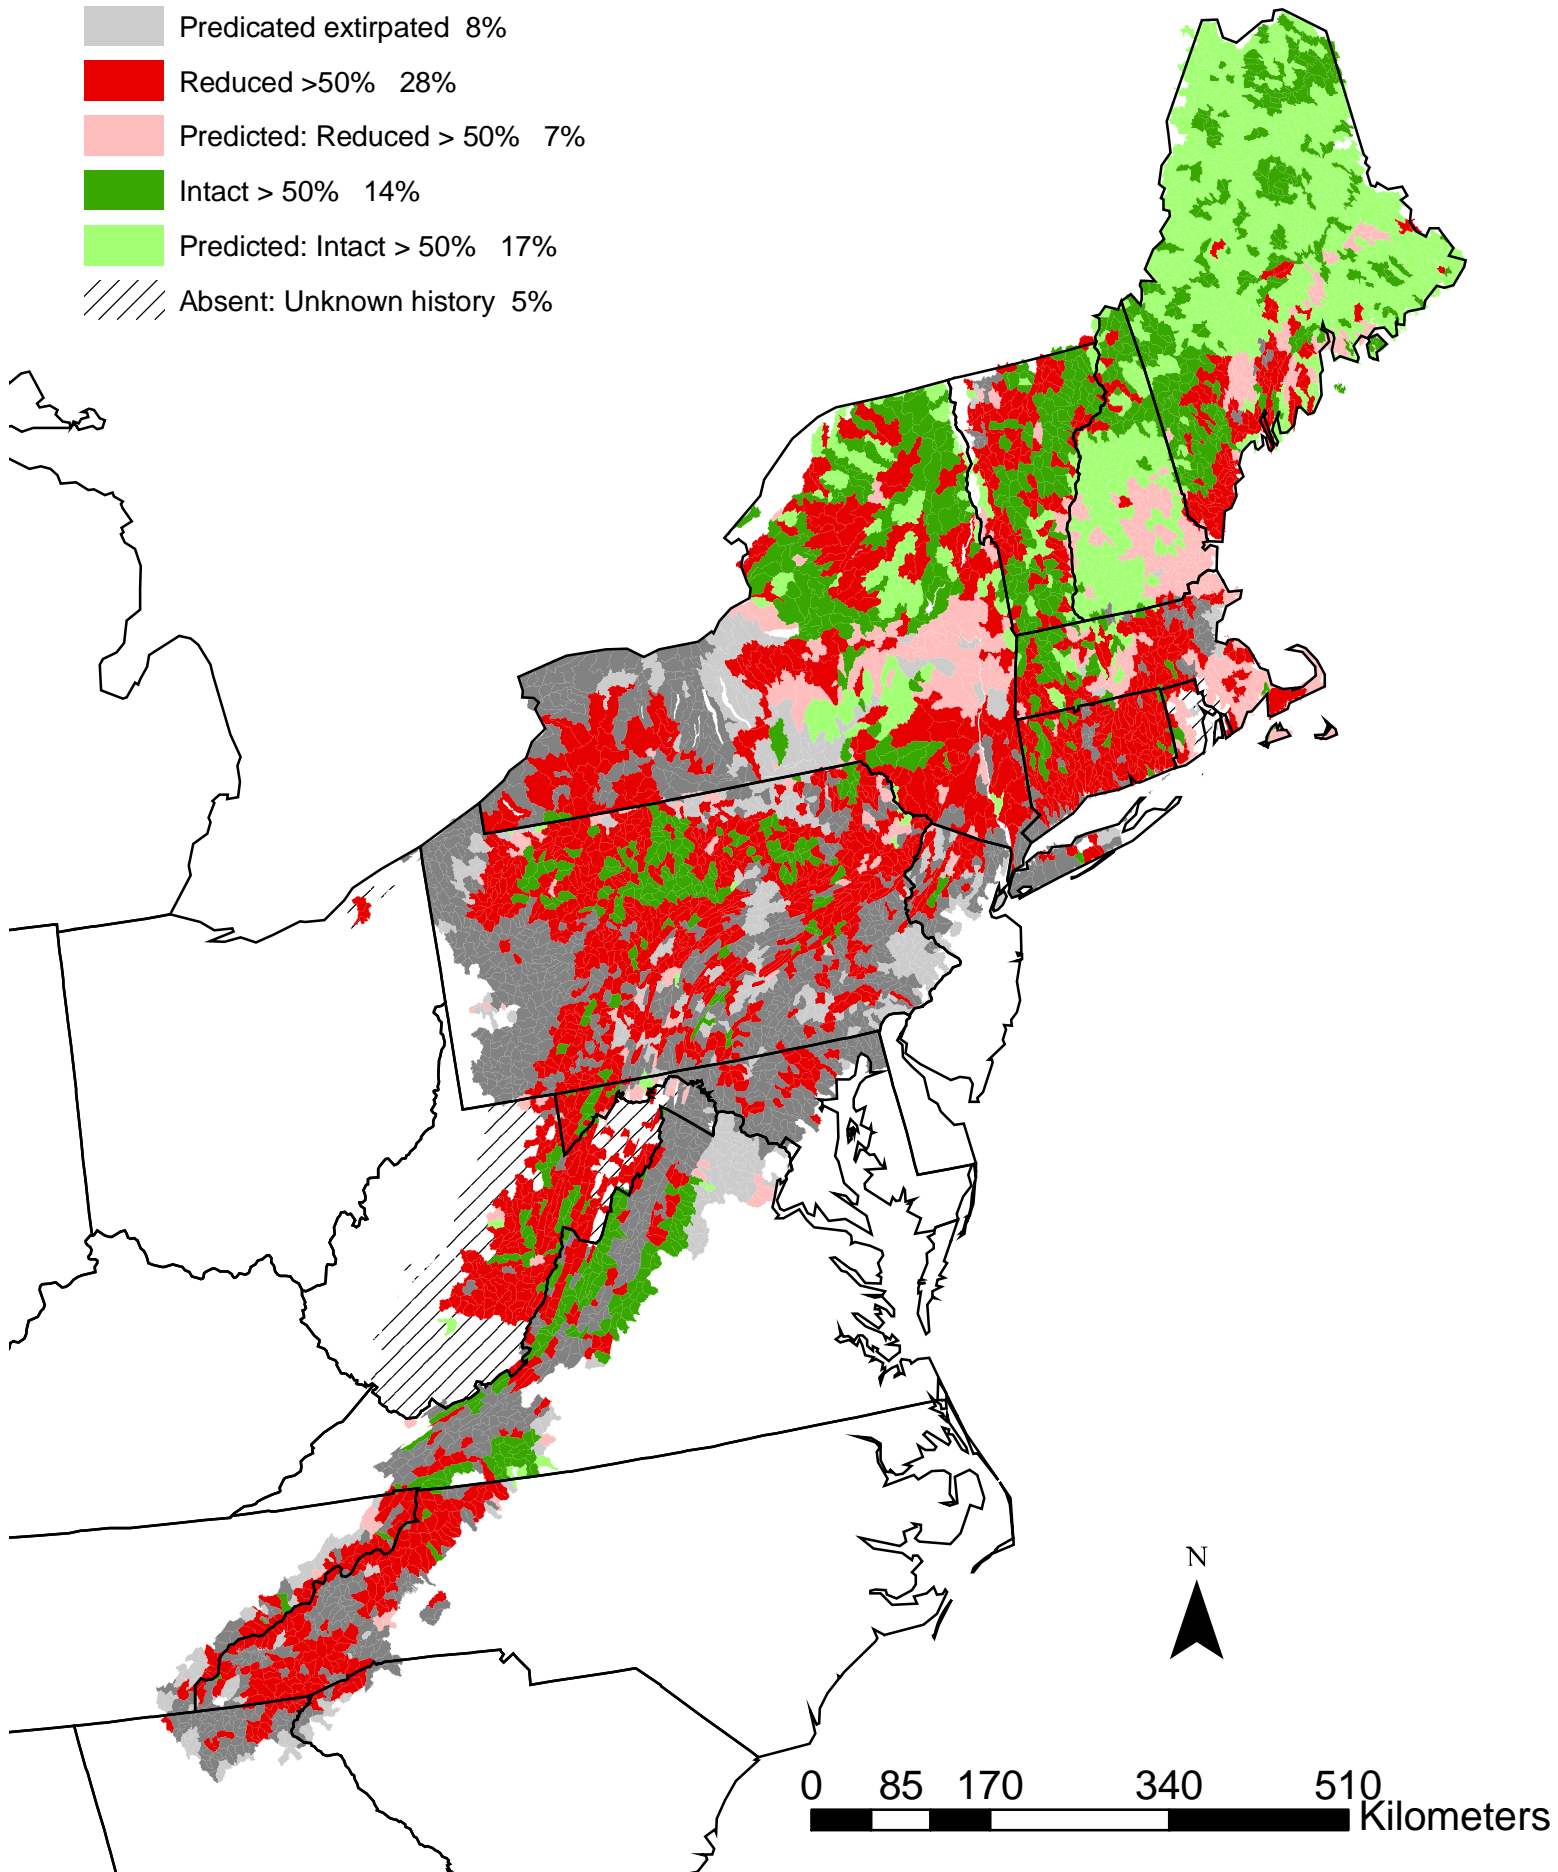 Predicated extirpated 8%
Reduced >50% 28%
Predicted: Reduced > 50% 7%
Intact > 50% 14%
Predicted: Intact > 50% 17%
Absent: Unknown history 5%
N
0 85 170 340 510
Kilometers